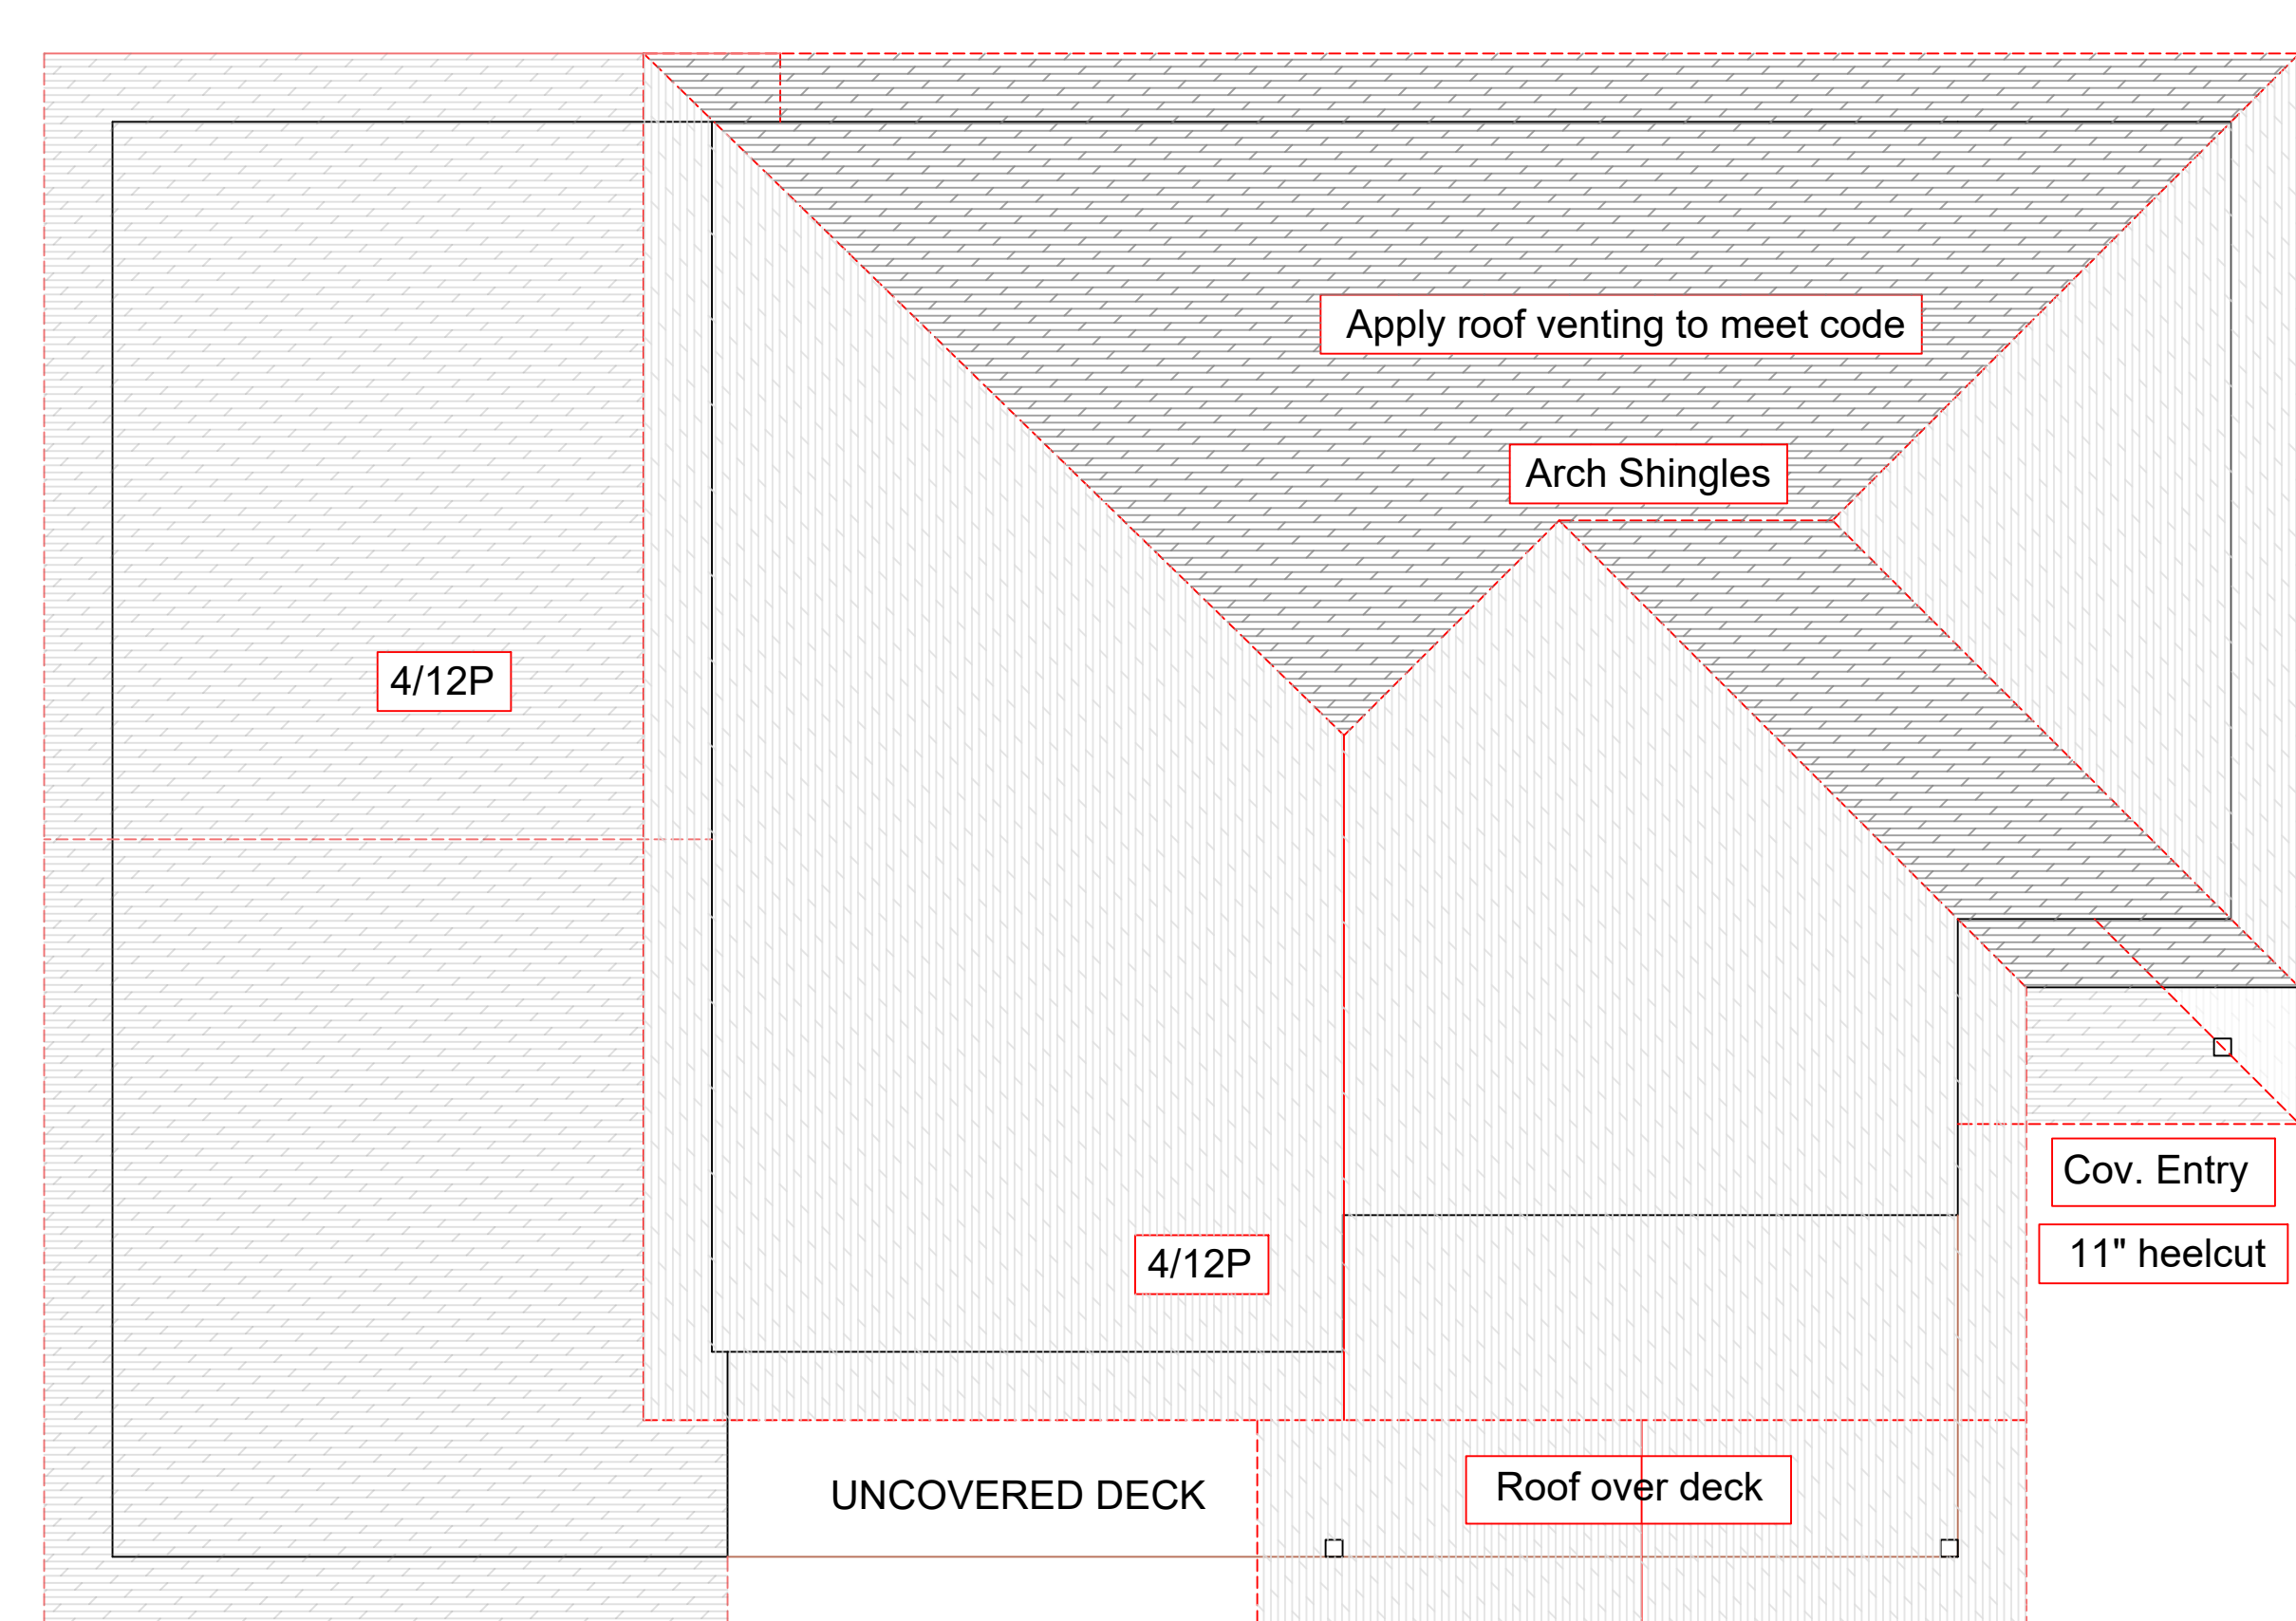 Apply roof venting to meet code
Arch Shingles
4/12P
Cov. Entry
11" heelcut
4/12P
UNCOVERED DECK
Roof over deck